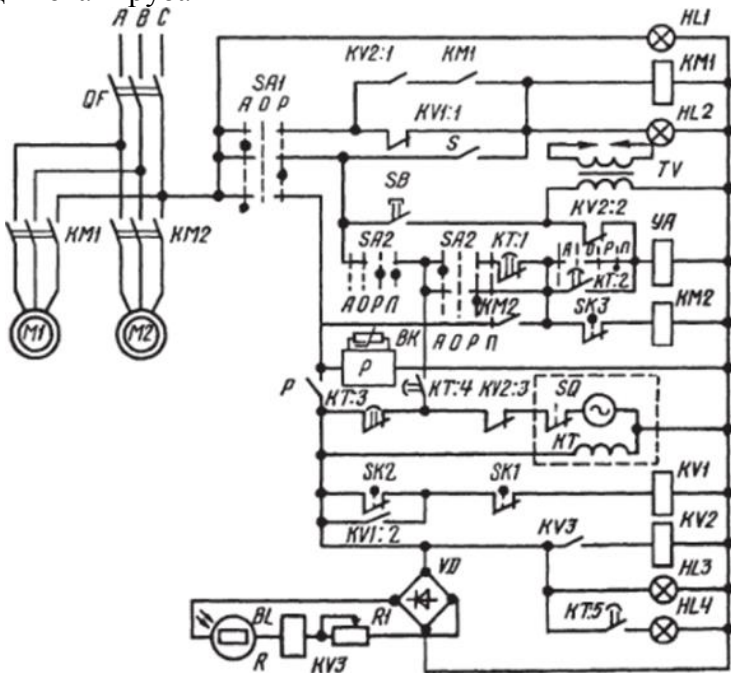 A B C
QF
KM1
KM2
M1
M2
SA1
А О Р
KV2:1
KM1
HL1
KM1
KV1:1
HL2
S
TV
SB
KV2:2
SA2
SA2
KT:1
А О Р П
YA
KT:2
А О Р П
А О Р П
KM2
SK3
KM2
BK
P
P
KT:3
KT:4
KV2:3
SQ
KT
SK2
SK1
KV1
KV1:2
KV3
KV2
VD
HL3
KT:5
HL4
BL
R1
R
KV3